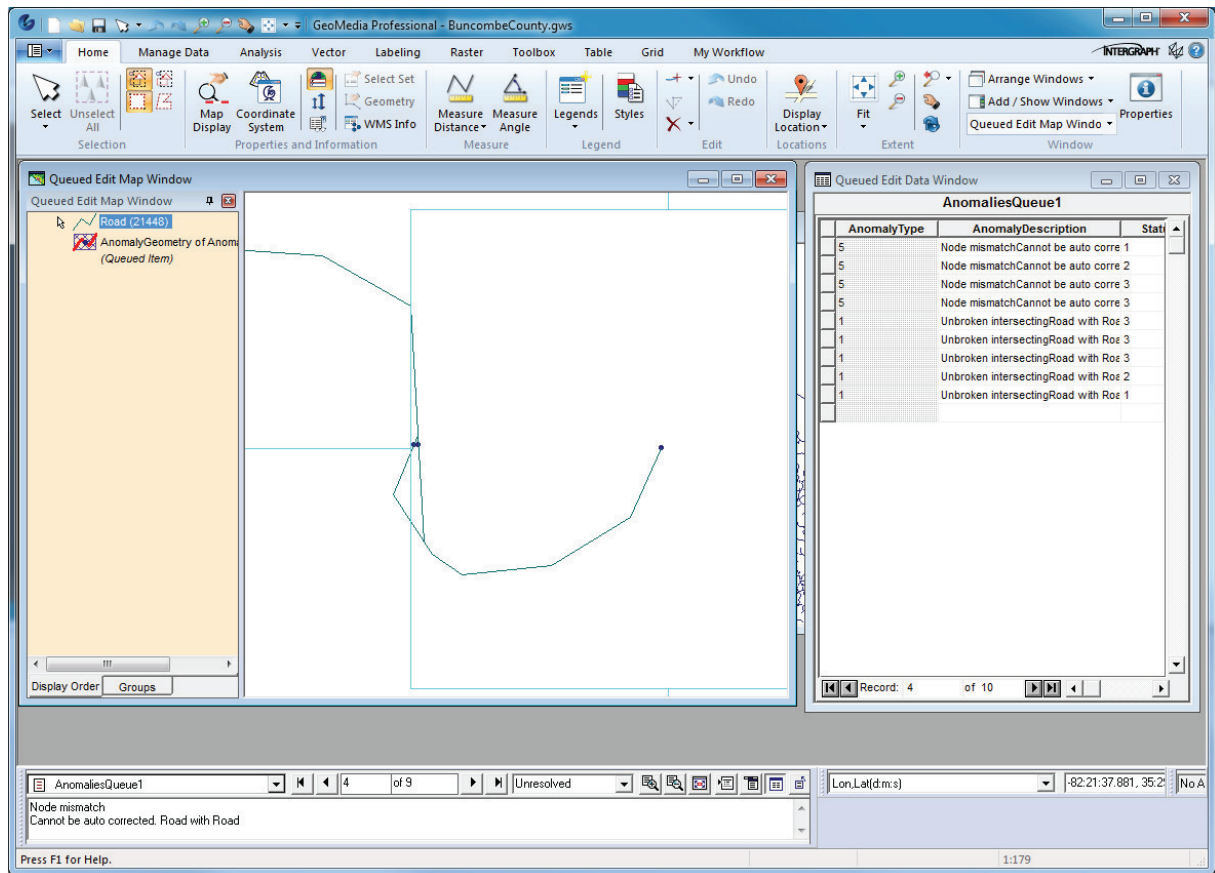 GeoMedia Professional - BuncombeCounty.gws
Home Manage Data Analysis Vector Labeling Raster Toolbox Table Grid My Workflow
INTERGRAPH
Select
Unselect All
Selection
Map Display
Coordinate System
Select Set
Geometry
WMS Info
Properties and Information
Measure Distance
Measure Angle
Measure
Legends
Styles
Legend
Undo
Redo
Edit
Display Location
Locations
Fit
Extent
Arrange Windows
Add / Show Windows
Queued Edit Map Windo
Properties
Window
Queued Edit Map Window
Queued Edit Map Window
Road (21448)
AnomalyGeometry of Anoma
(Queued Item)
Display Order Groups
Queued Edit Data Window
AnomaliesQueue1
AnomalyType AnomalyDescription Stat
5 Node mismatchCannot be auto corre 1
5 Node mismatchCannot be auto corre 2
5 Node mismatchCannot be auto corre 3
5 Node mismatchCannot be auto corre 3
1 Unbroken intersectingRoad with Roa 3
1 Unbroken intersectingRoad with Roa 3
1 Unbroken intersectingRoad with Roa 3
1 Unbroken intersectingRoad with Roa 2
1 Unbroken intersectingRoad with Roa 1
Record: 4 of 10
AnomaliesQueue1 4 of 9 Unresolved
Lon,Lat(d:m:s) -82:21:37.881, 35:2 No A
Node mismatch
Cannot be auto corrected. Road with Road
Press F1 for Help. 1:179